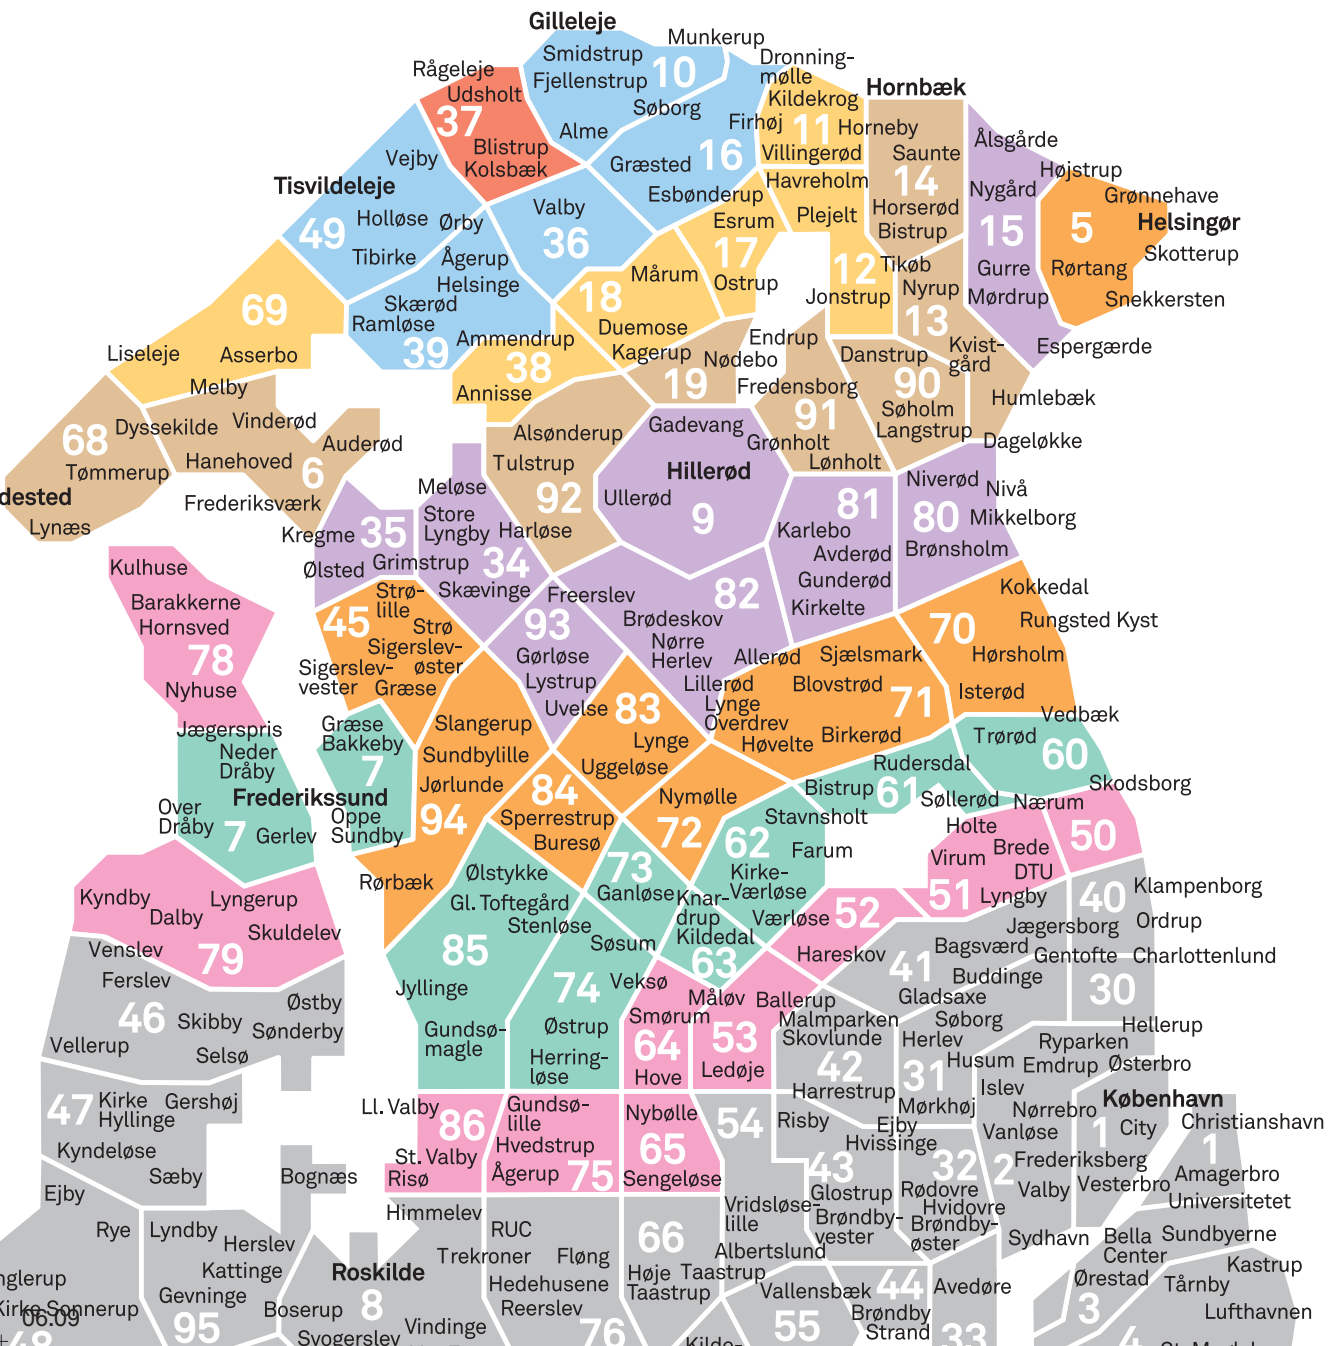 Gilleleje
Munkerup
Smidstrup
10
Fjellenstrup
Dronning-
mølle
Rågeleje
Udsholt
37
Søborg
Kildekrog
Hornbæk
Firhøj
11
Horneby
Alme
Blistrup
Kolsbæk
Vejby
Græsted
16
Villingerød
Saunte
Ålsgårde
Højstrup
Tisvildeleje
Esbønderup
Havreholm
14
Nygård
Grønnehave
Holløse
Ørby
Valby
Esrum
Plejelt
Horserød
Bistrup
15
5
Helsingør
49
36
17
Skotterup
Tibirke
Ågerup
Helsinge
Mårum
Ostrup
12
Tikøb
Gurre
Rørtang
Skærød
18
Jonstrup
Nyrup
Mørdrup
Snekkersten
69
Ramløse
Duemose
13
39
Ammendrup
Kagerup
Nødebo
Endrup
Danstrup
Kvist-
gård
Espergærde
Liseleje
Asserbo
38
19
Fredensborg
90
Melby
Annisse
91
Søholm
Langstrup
Humlebæk
68
Dyssekilde
Vinderød
Auderød
Alsønderup
Gadevang
Grønholt
Dageløkke
Tømmerup
Hanehoved
6
Tulstrup
Hillerød
Lønholt
Niverød
Nivå
dested
Frederiksværk
Meløse
92
Ullerød
9
81
80
Mikkelborg
Lynæs
Kregme
35
Store
Lyngby
Harløse
Karlebo
Brønsholm
Ølsted
Grimstrup
34
Avderød
Kulhuse
Skævinge
Freerslev
82
Gunderød
Kokkedal
Barakkerne
Strø-
lille
Kirkelte
Hornsved
45
Strø
93
Brødeskov
70
Rungsted Kyst
78
Sigerslev-
øster
Gørløse
Nørre
Herlev
Allerød
Sjælsmark
Hørsholm
Nyhuse
Sigerslev-
vester
Græse
Lystrup
Lillerød
Blovstrød
71
Isterød
Jægerspris
Græse
Bakkeby
Slangerup
Uvelse
83
Lynge
Overdrev
Vedbæk
Neder
Dråby
7
Sundbylille
Lynge
Høvelte
Birkerød
Trørød
60
Uggeløse
Rudersdal
Frederikssund
Jørlunde
84
Nymølle
Bistrup
61
Søllerød
Skodsborg
Over
Dråby
7
Gerlev
Oppe
Sundby
94
Sperrestrup
72
Stavnsholt
Nærum
Buresø
62
Farum
Holte
50
Rørbæk
Ølstykke
73
Kirke-
Værløse
Virum
Brede
Kyndby
Lyngerup
Gl. Toftegård
Ganløse
Knar-
drup
DTU
Dalby
Stenløse
Værløse
52
51
Lyngby
40
Klampenborg
Skuldelev
Søsum
Kildedal
Jægersborg
Ordrup
Venslev
79
85
63
Hareskov
Bagsværd
Gentofte
Charlottenlund
Ferslev
Jyllinge
74
Veksø
41
Buddinge
Østby
Måløv
Ballerup
Gladsaxe
30
46
Skibby
Sønderby
Gundsø-
magle
Østrup
Smørum
Malmparken
Søborg
Hellerup
Vellerup
Selsø
64
53
Skovlunde
Herlev
Ryparken
Herring-
løse
Hove
Ledøje
42
Husum
Emdrup
Østerbro
47
Kirke
Hyllinge
Gershøj
Harrestrup
31
Islev
Ll. Valby
Gundsø-
lille
Nybølle
Mørkhøj
Nørrebro
København
86
54
Risby
Ejby
Vanløse
1
City
Christianshavn
Kyndeløse
Hvedstrup
65
Hvissinge
1
St. Valby
43
32
2
Frederiksberg
Sæby
Bognæs
Risø
Ågerup
75
Sengeløse
Glostrup
Rødovre
Valby
Vesterbro
Amagerbro
Ejby
Himmelev
Vridsløse-
lille
Hvidovre
Universitetet
Rye
Lyndby
RUC
66
Brøndby-
vester
Brøndby-
øster
Sydhavn
Bella
Center
Sundbyerne
Herslev
Trekroner
Fløng
Albertslund
Kastrup
nglerup
Kattinge
Roskilde
Høje
Taastrup
Taastrup
44
Avedøre
Ørestad
Tårnby
Gevninge
Hedehusene
Vallensbæk
Kirke Sonnerup
Boserup
8
Reerslev
Brøndby
Strand
3
Lufthavnen
06.09
95
Svogerslev
Vindinge
76
55
33
48
Kilde-
4